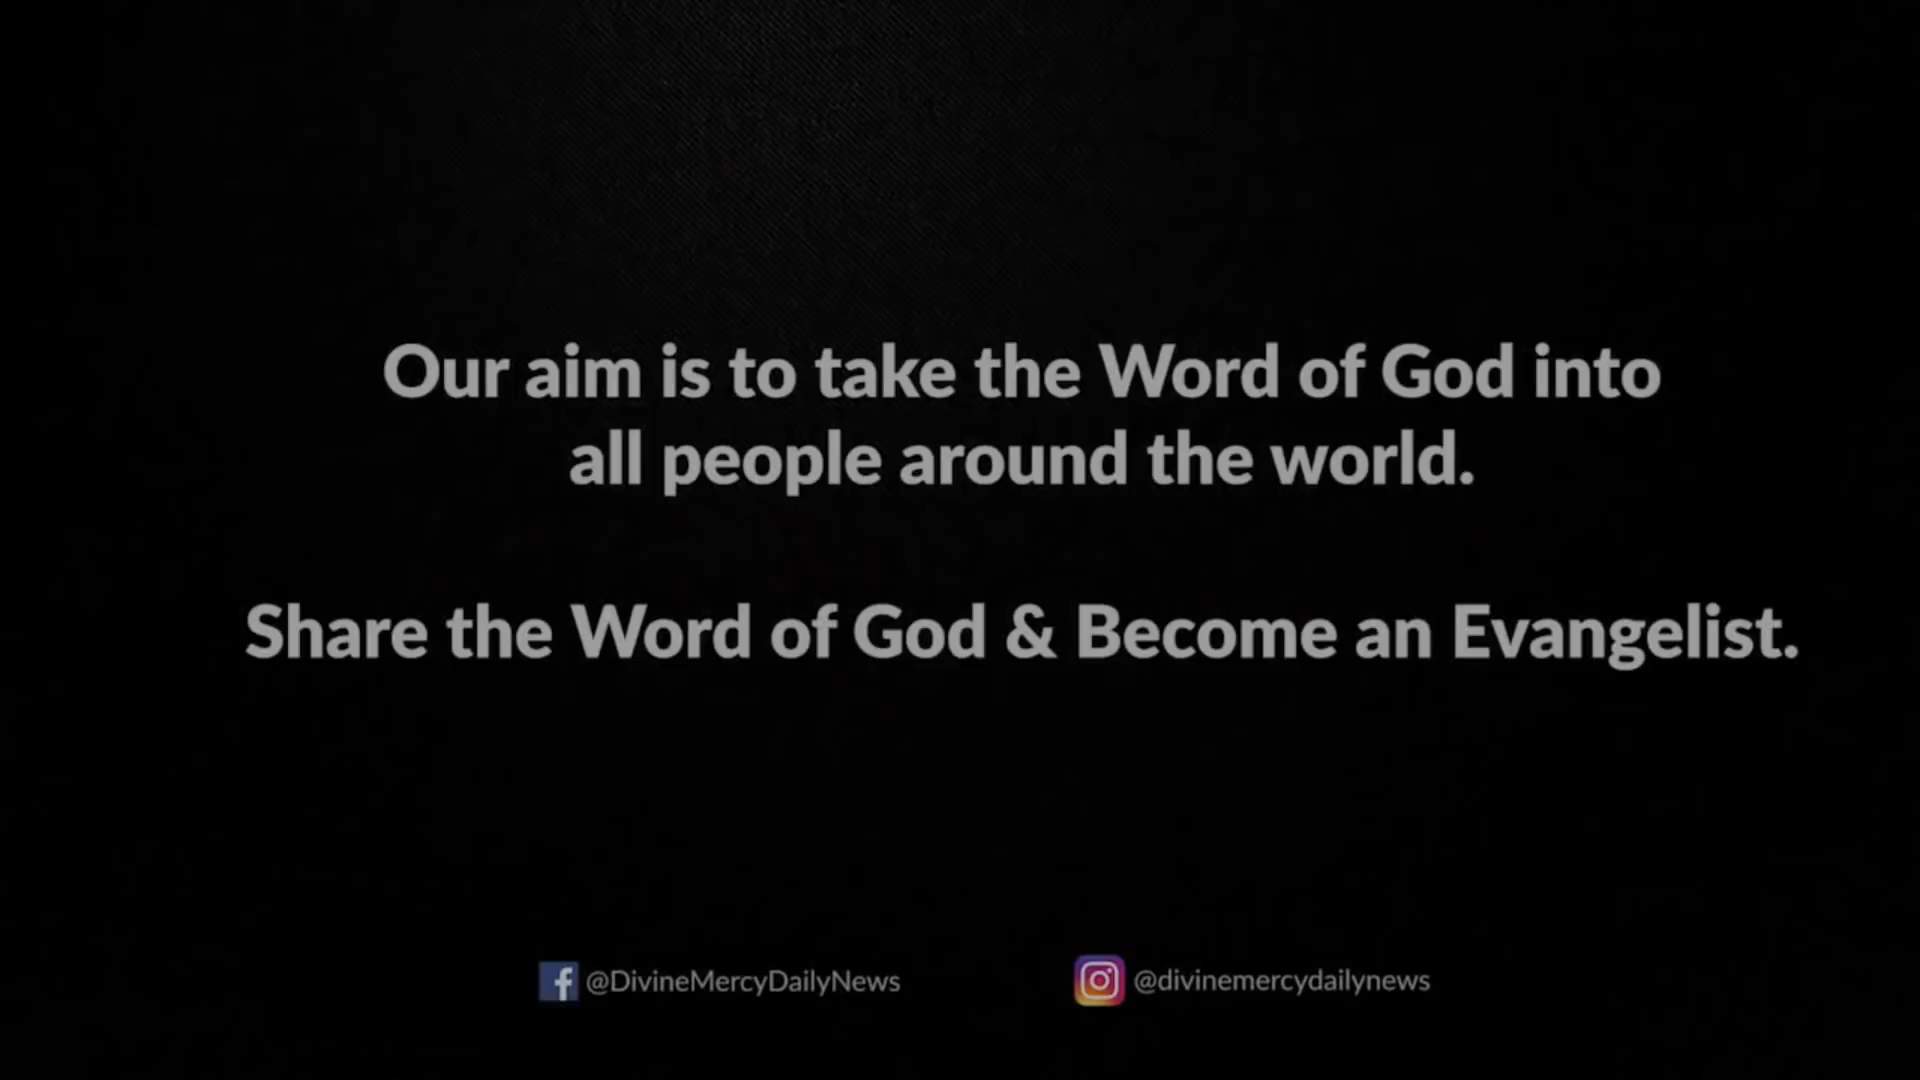 Our aim is to take the Word of God into
all people around the world.
Share the Word of God & Become an Evangelist.
@DivineMercyDailyNews
@divinemercydailynews